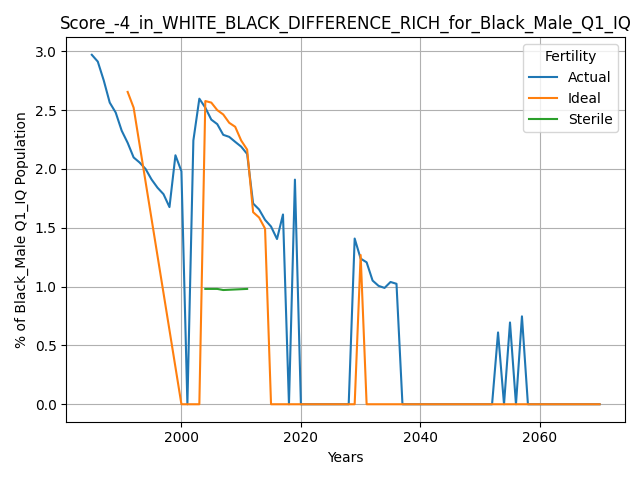 Score_-4_in_WHITE_BLACK_DIFFERENCE_RICH_for_Black_Male_Q1_IQ
Fertility
Actual
Ideal
Sterile
% of Black_Male Q1_IQ Population
3.0
2.5
2.0
1.5
1.0
0.5
0.0
2000
2020
2040
2060
Years